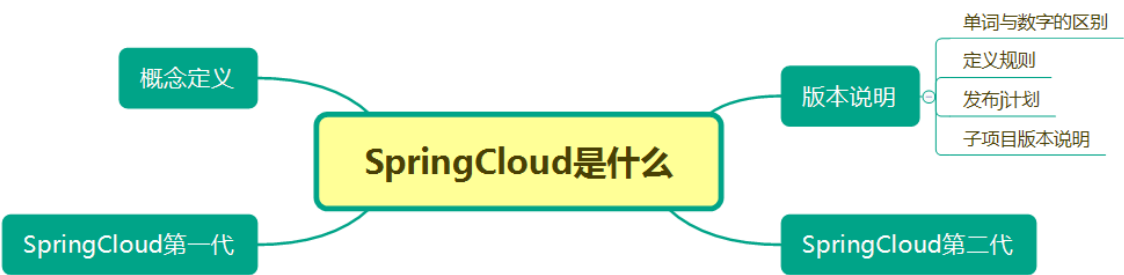 SpringCloud是什么
概念定义
SpringCloud第一代
版本说明
单词与数字的区别
定义规则
发布j计划
子项目版本说明
SpringCloud第二代